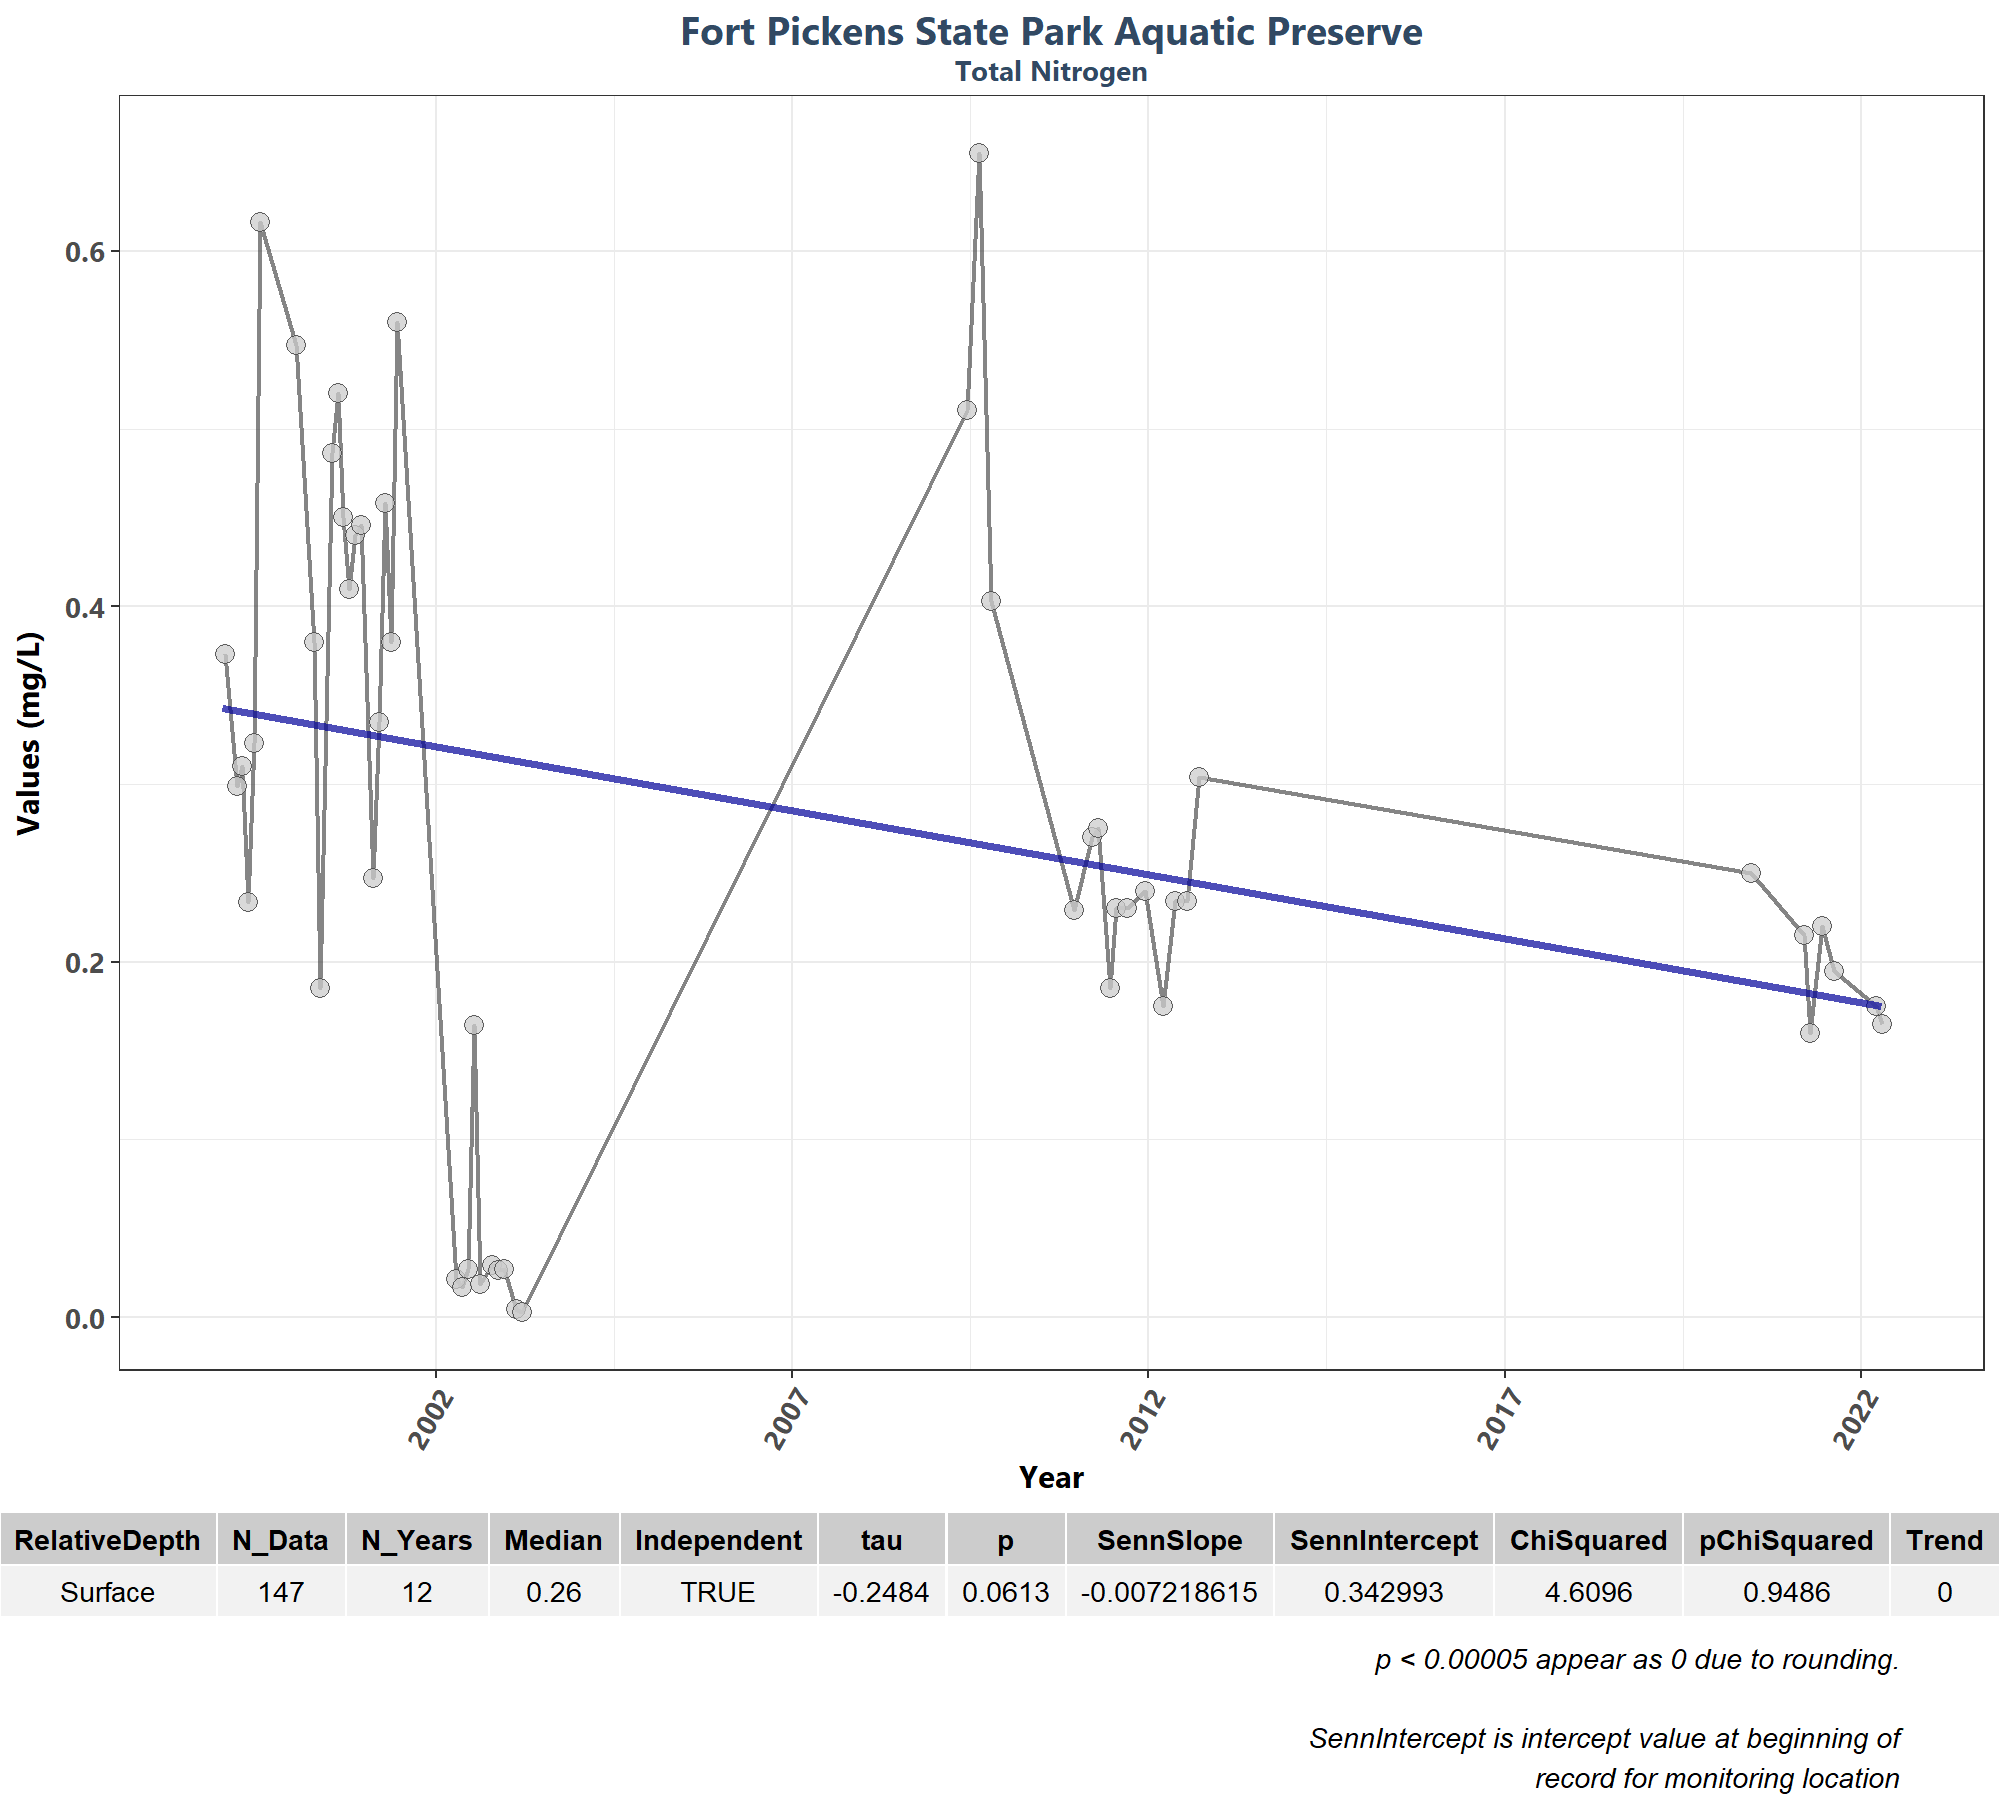 Fort Pickens State Park Aquatic Preserve
Total Nitrogen
Values (mg/L)
0.6
0.4
0.2
0.0
2002 2007 2012 2017 2022
Year
RelativeDepth N_Data N_Years Median Independent tau p SennSlope SennIntercept ChiSquared pChiSquared Trend
Surface 147 12 0.26 TRUE -0.2484 0.0613 -0.007218615 0.342993 4.6096 0.9486 0
p < 0.00005 appear as 0 due to rounding.
SennIntercept is intercept value at beginning of
record for monitoring location